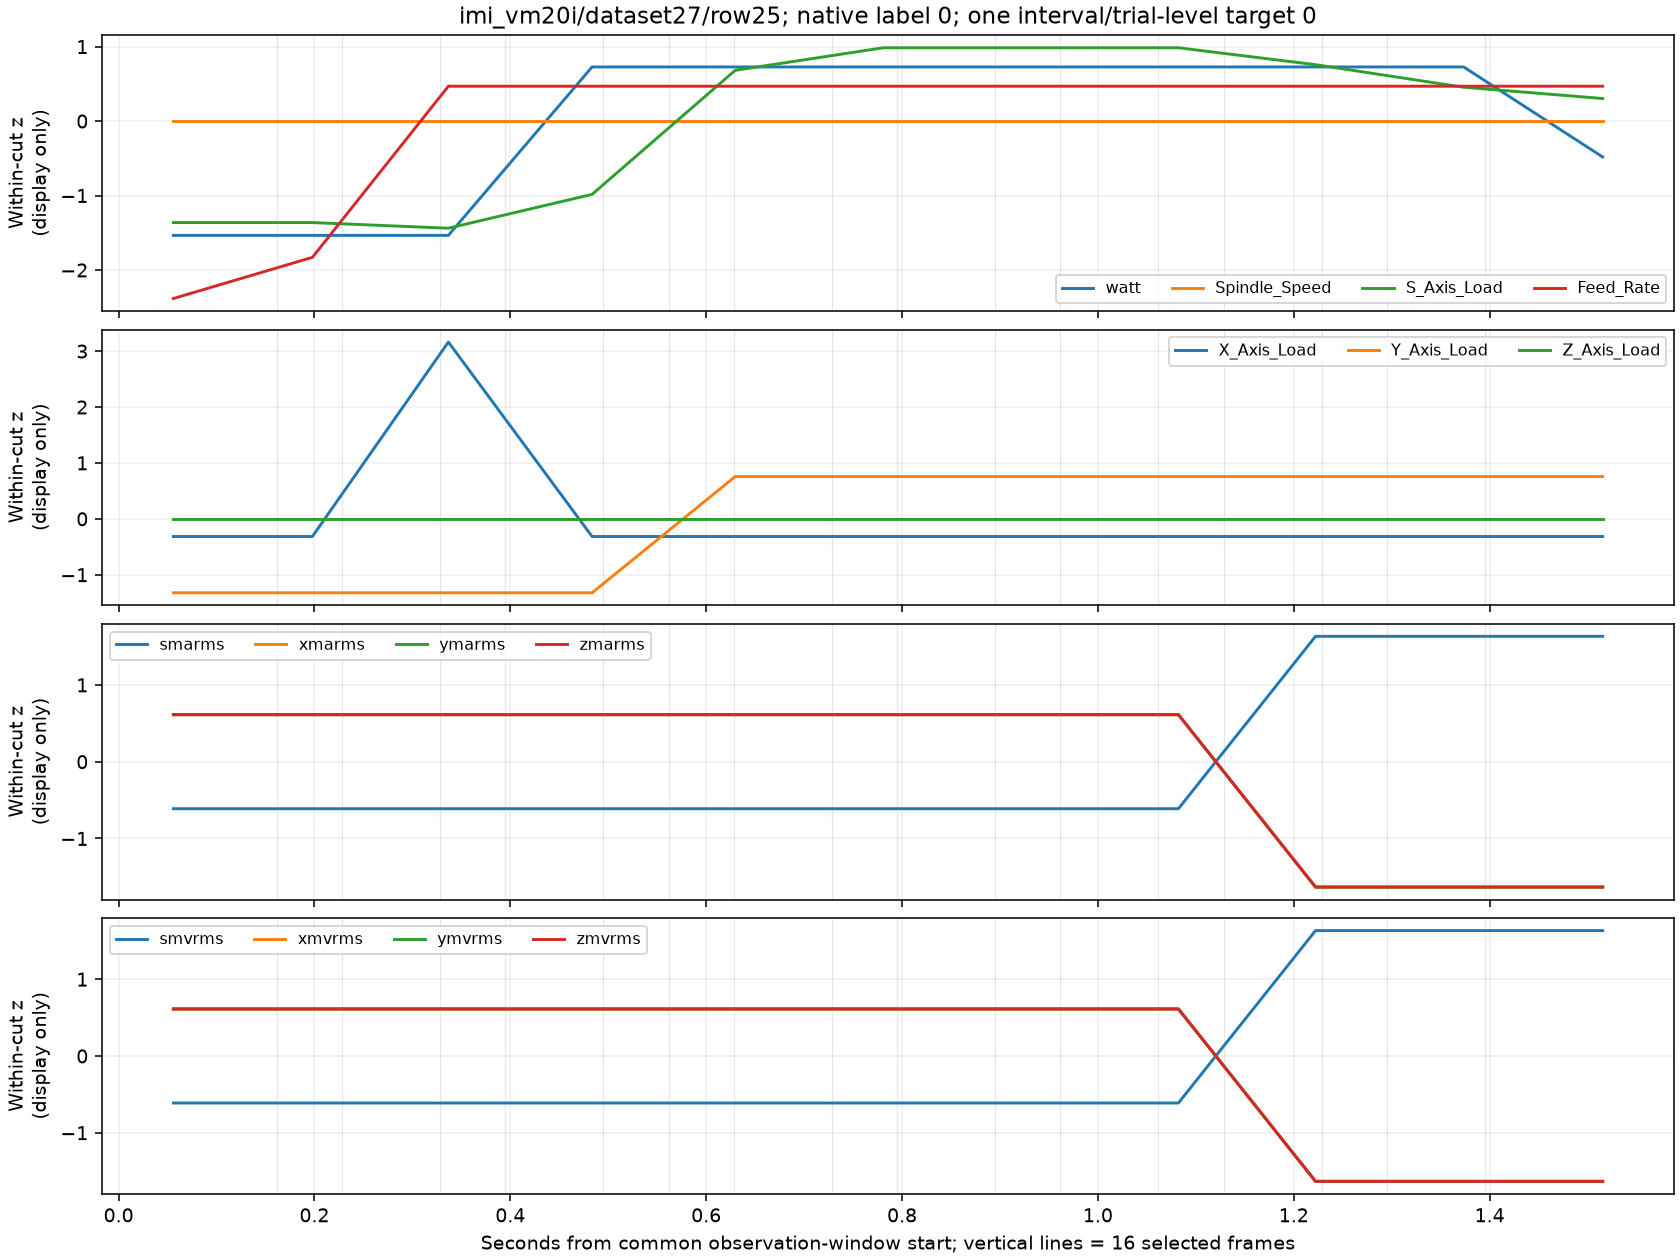 imi_vm20i/dataset27/row25; native label 0; one interval/trial-level target 0
Within-cut z
(display only)
1
0
−1
−2
watt Spindle_Speed S_Axis_Load Feed_Rate
Within-cut z
(display only)
3
2
1
0
−1
X_Axis_Load Y_Axis_Load Z_Axis_Load
Within-cut z
(display only)
1
0
−1
smarms xmarms ymarms zmarms
Within-cut z
(display only)
1
0
−1
smvrms xmvrms ymvrms zmvrms
0.0 0.2 0.4 0.6 0.8 1.0 1.2 1.4
Seconds from common observation-window start; vertical lines = 16 selected frames